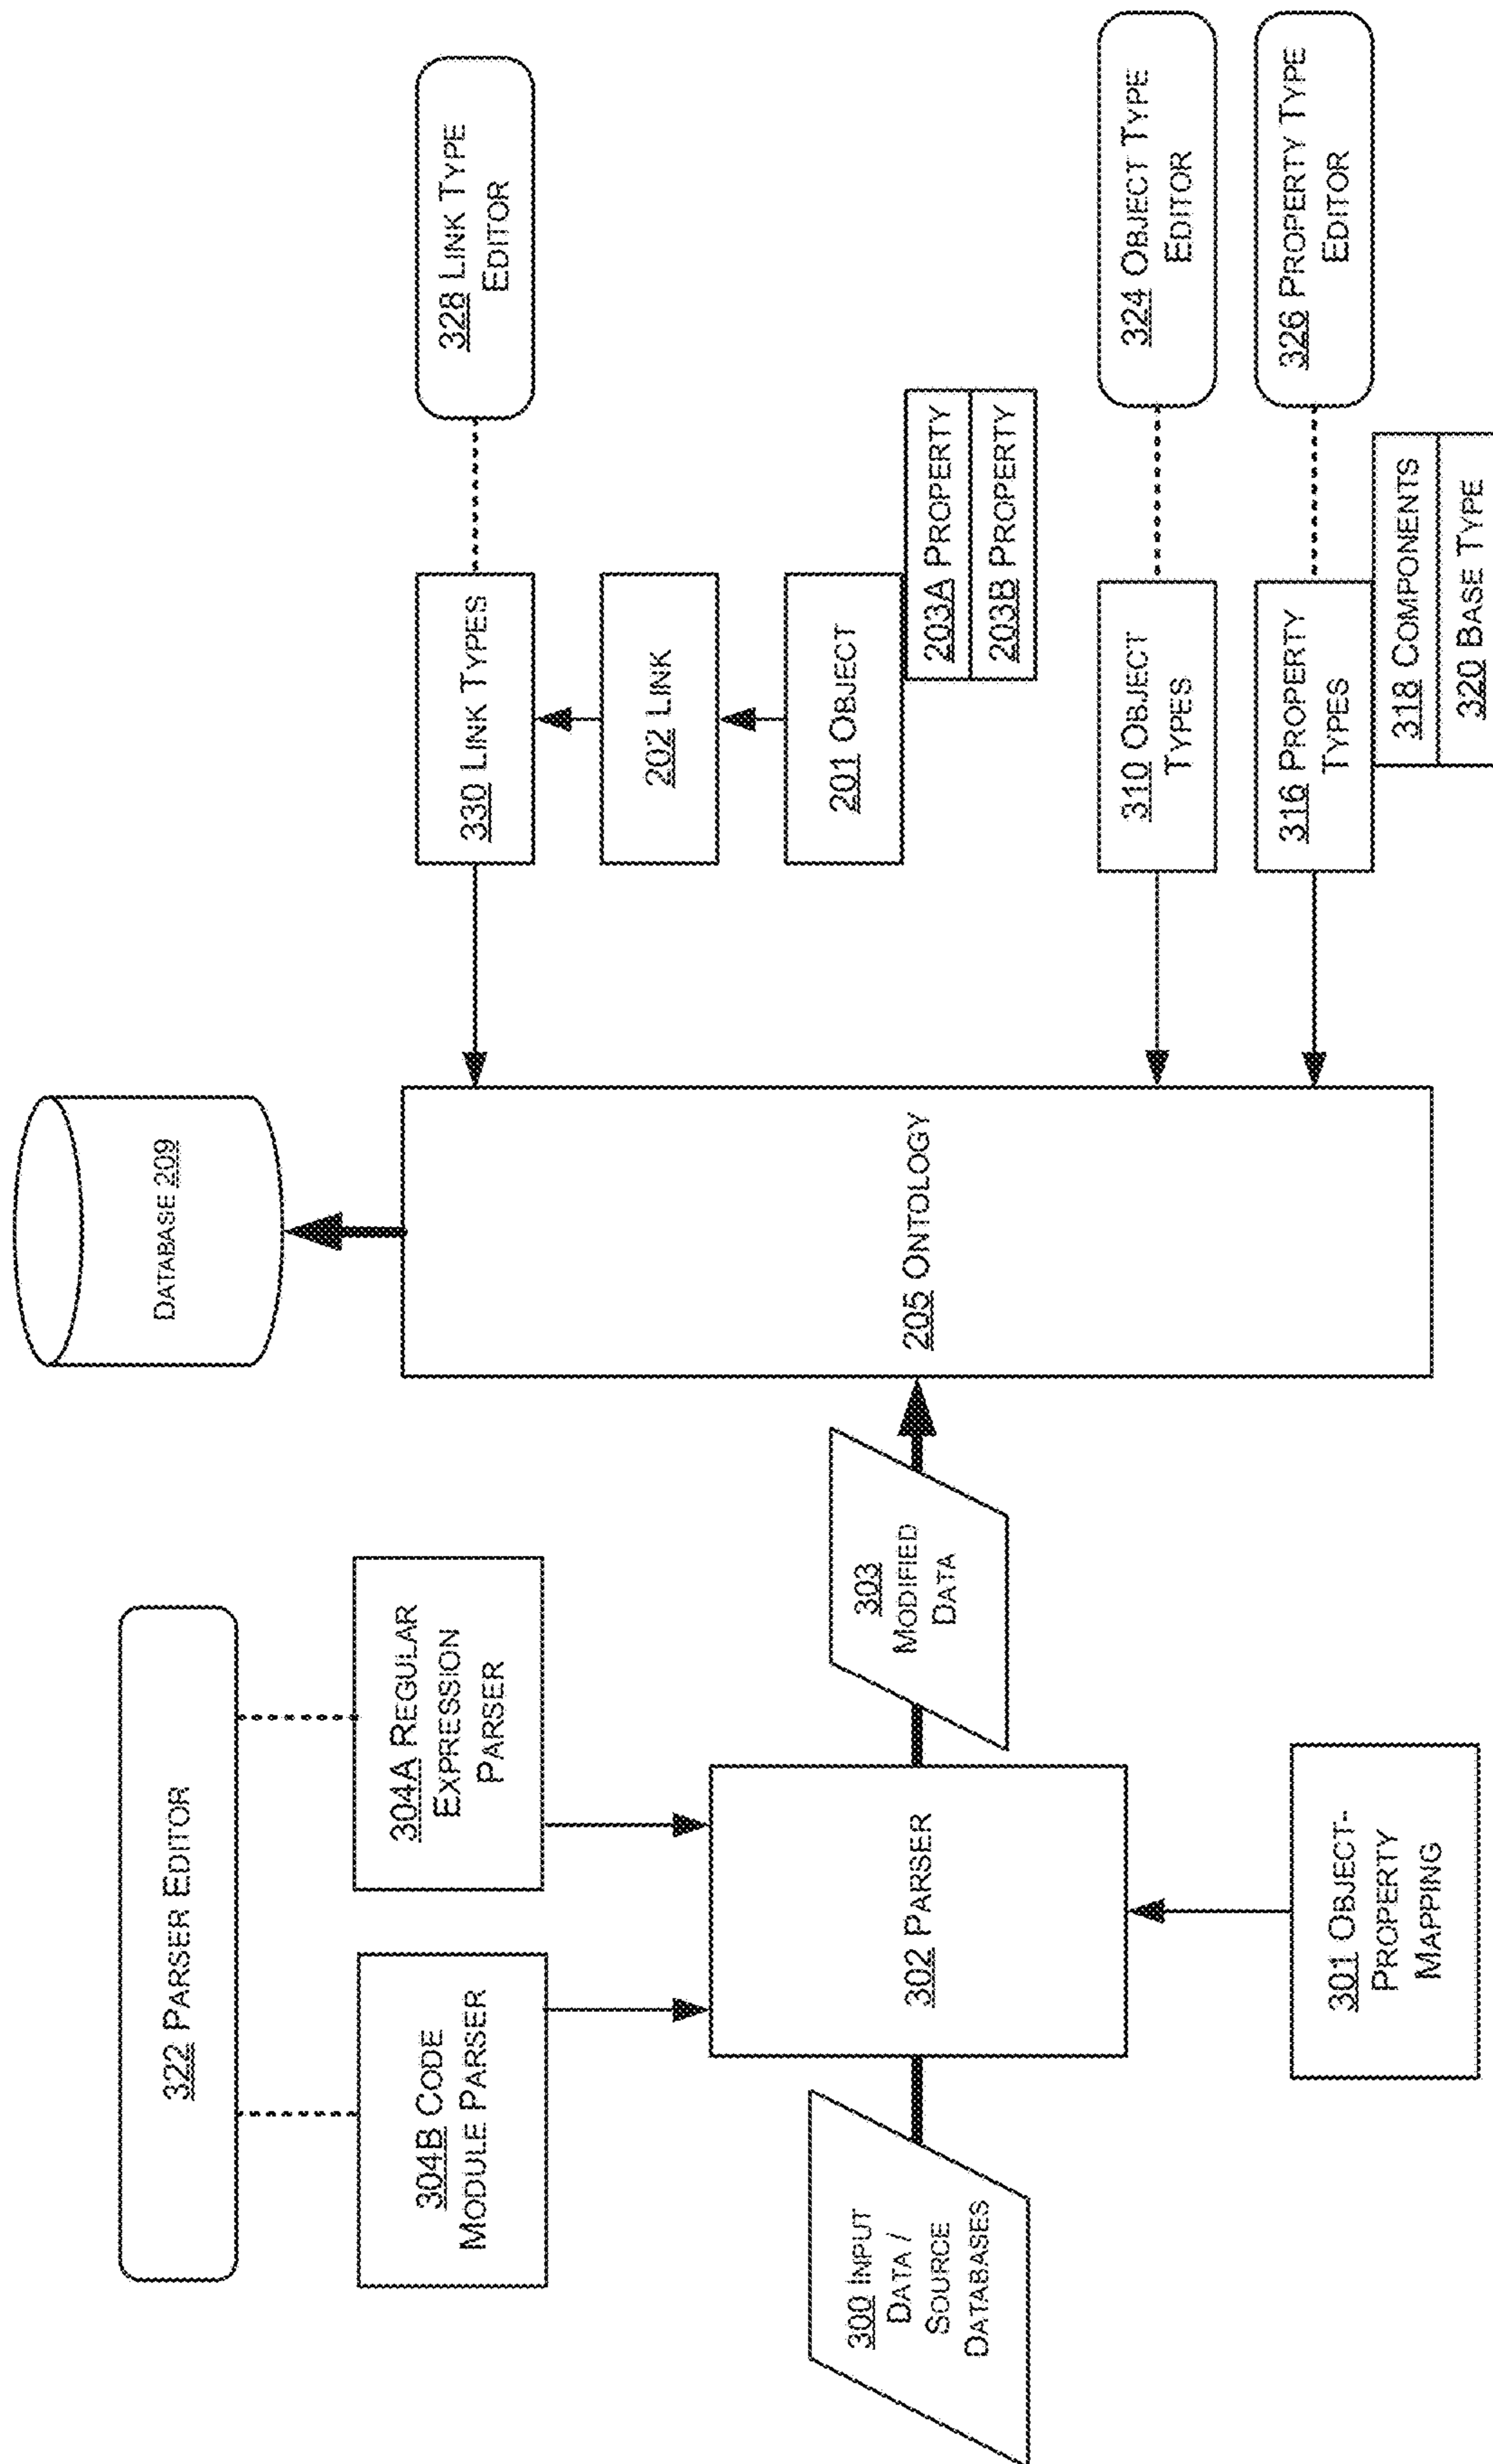 322 PARSER EDITOR
304B CODE
MODULE PARSER
304A REGULAR
EXPRESSION
PARSER
300 INPUT
DATA /
SOURCE
DATABASES
302 PARSER
301 OBJECT-
PROPERTY
MAPPING
303
MODIFIED
DATA
DATABASE 209
205 ONTOLOGY
330 LINK TYPES
328 LINK TYPE
EDITOR
202 LINK
201 OBJECT
203A PROPERTY
203B PROPERTY
310 OBJECT
TYPES
324 OBJECT TYPE
EDITOR
316 PROPERTY
TYPES
326 PROPERTY TYPE
EDITOR
318 COMPONENTS
320 BASE TYPE